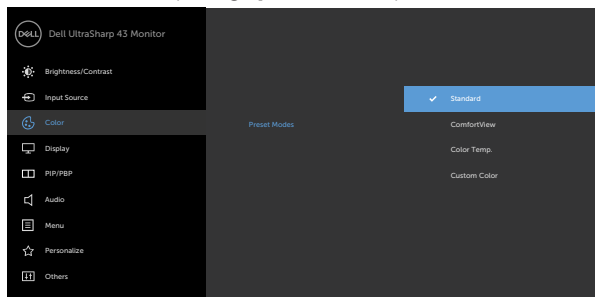 DELL
Dell UltraSharp 43 Monitor
Brightness/Contrast
Input Source
Color
Display
PIP/PBP
Audio
Menu
Personalize
Others
Preset Modes
Standard
ComfortView
Color Temp.
Custom Color